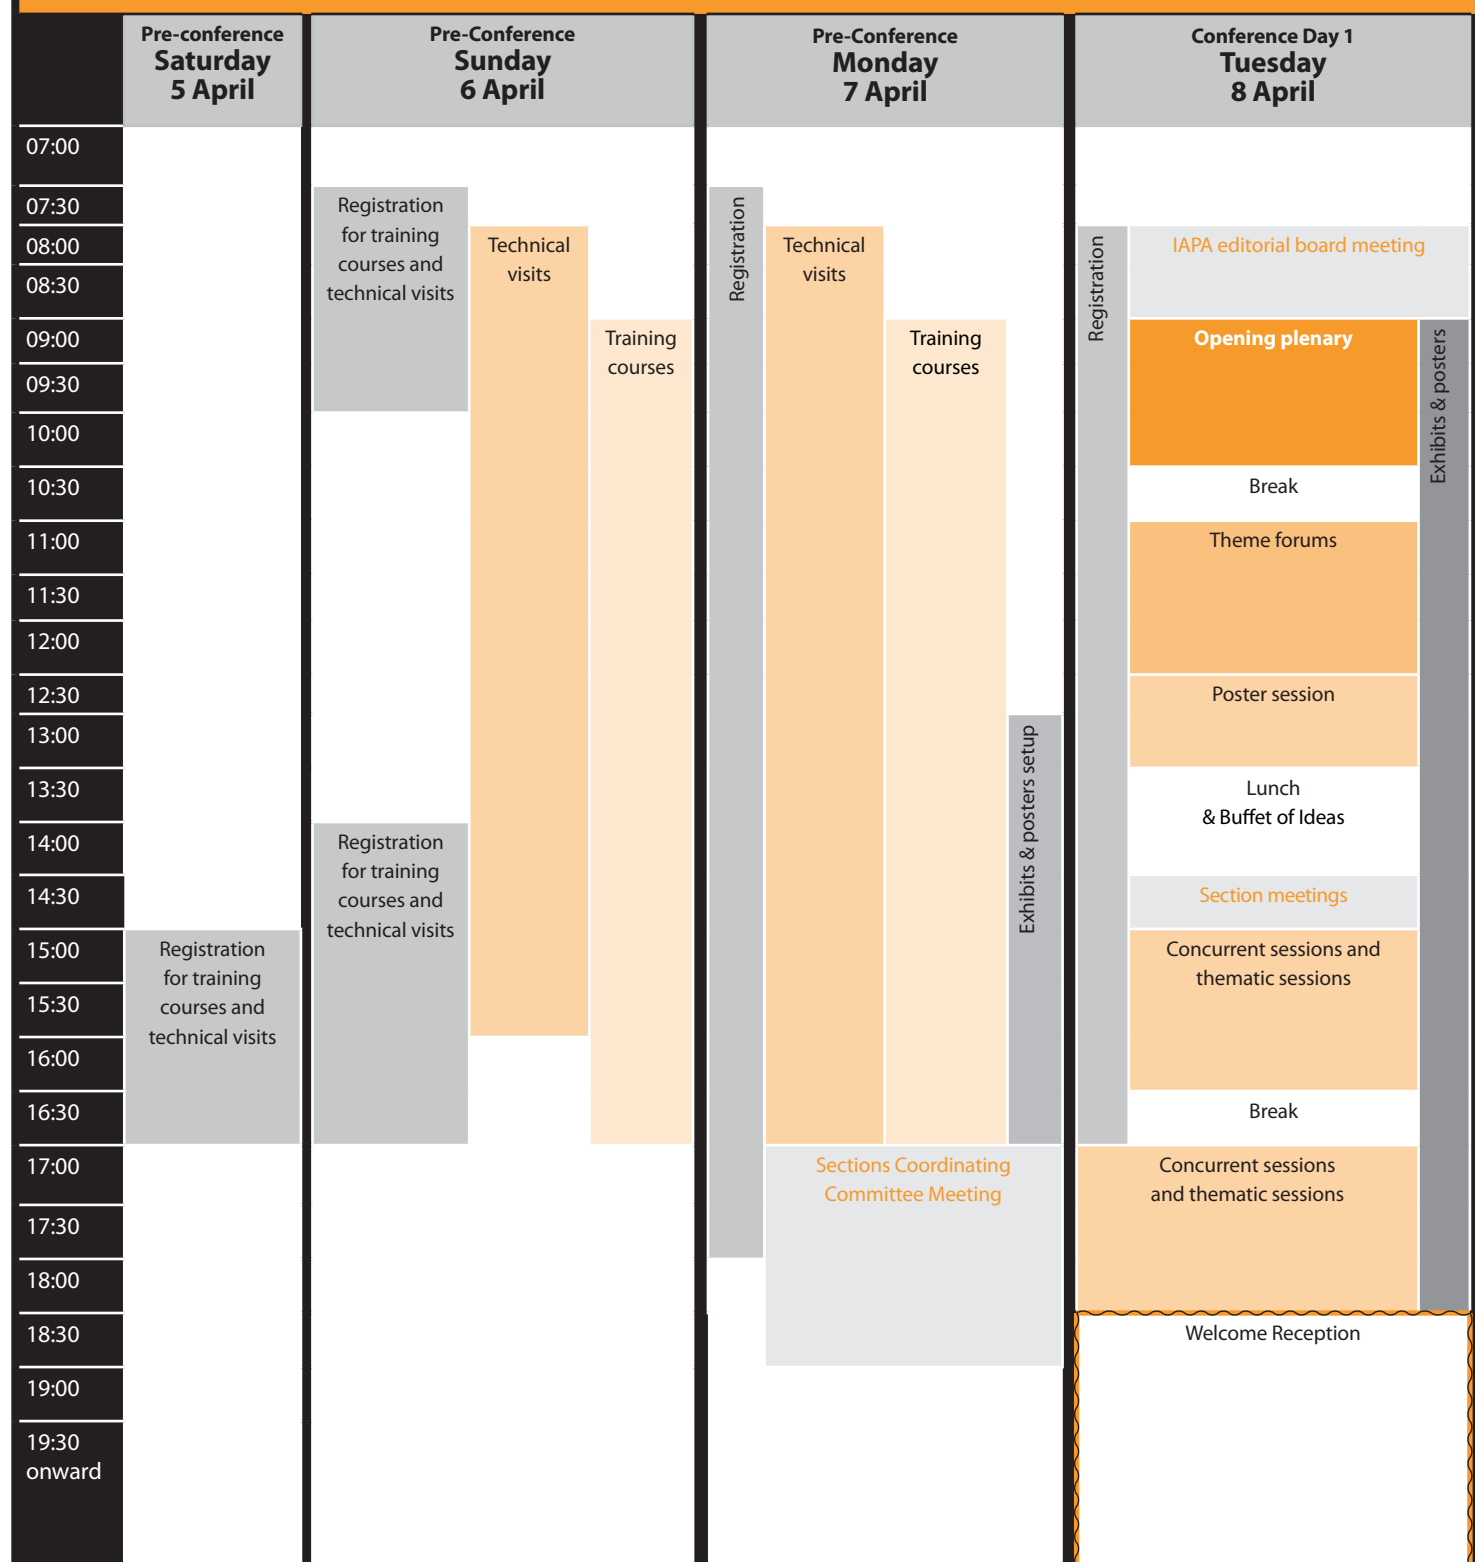 Pre-conference
Saturday
5 April
Pre-Conference
Sunday
6 April
Pre-Conference
Monday
7 April
Conference Day 1
Tuesday
8 April
07:00
07:30
08:00
08:30
09:00
09:30
10:00
10:30
11:00
11:30
12:00
12:30
13:00
13:30
14:00
14:30
15:00
15:30
16:00
16:30
17:00
17:30
18:00
18:30
19:00
19:30
onward
Registration
for training
courses and
technical visits
Registration
for training
courses and
technical visits
Registration
for training
courses and
technical visits
Technical
visits
Training
courses
Registration
Technical
visits
Training
courses
Exhibits & posters setup
Sections Coordinating
Committee Meeting
Registration
IAPA editorial board meeting
Opening plenary
Break
Theme forums
Poster session
Lunch
& Buffet of Ideas
Section meetings
Concurrent sessions and
thematic sessions
Break
Concurrent sessions
and thematic sessions
Exhibits & posters
Welcome Reception